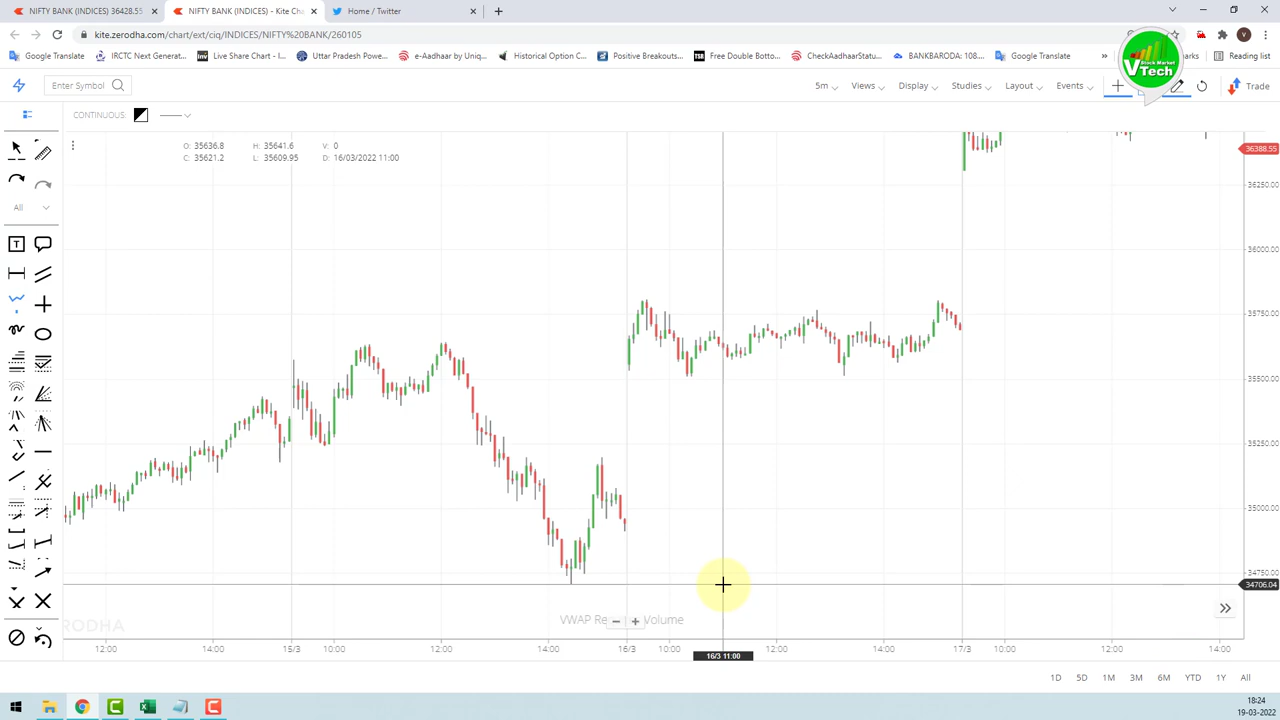 NIFTY BANK (INDICES) 36428.55
NIFTY BANK (INDICES) - Kite Cha
Home / Twitter
kite.zerodha.com/chart/ext/ciq/INDICES/NIFTY%20BANK/260105
Google Translate
IRCTC Next Generat...
Live Share Chart - I...
Uttar Pradesh Powe...
e-Aadhaar by Uniq...
Historical Option C...
Positive Breakouts...
Free Double Botto...
CheckAadhaarStatu...
BANKBARODA: 108...
Google Translate
Reading list
Stock Market
VTech
Enter Symbol
5m
Views
Display
Studies
Layout
Events
Trade
CONTINUOUS:
O: 35636.8 H: 35641.6 V: 0
C: 35621.2 L: 35609.95 D: 16/03/2022 11:00
All
36388.55
36250.00
36000.00
35750.00
35500.00
35250.00
35000.00
34750.00
34706.04
VWAP Re
Volume
12:00 14:00 15/3 10:00 12:00 14:00 16/3 10:00 12:00 14:00 17/3 10:00 12:00 14:00
16/3 11:00
1D 5D 1M 3M 6M YTD 1Y All
18:24
19-03-2022